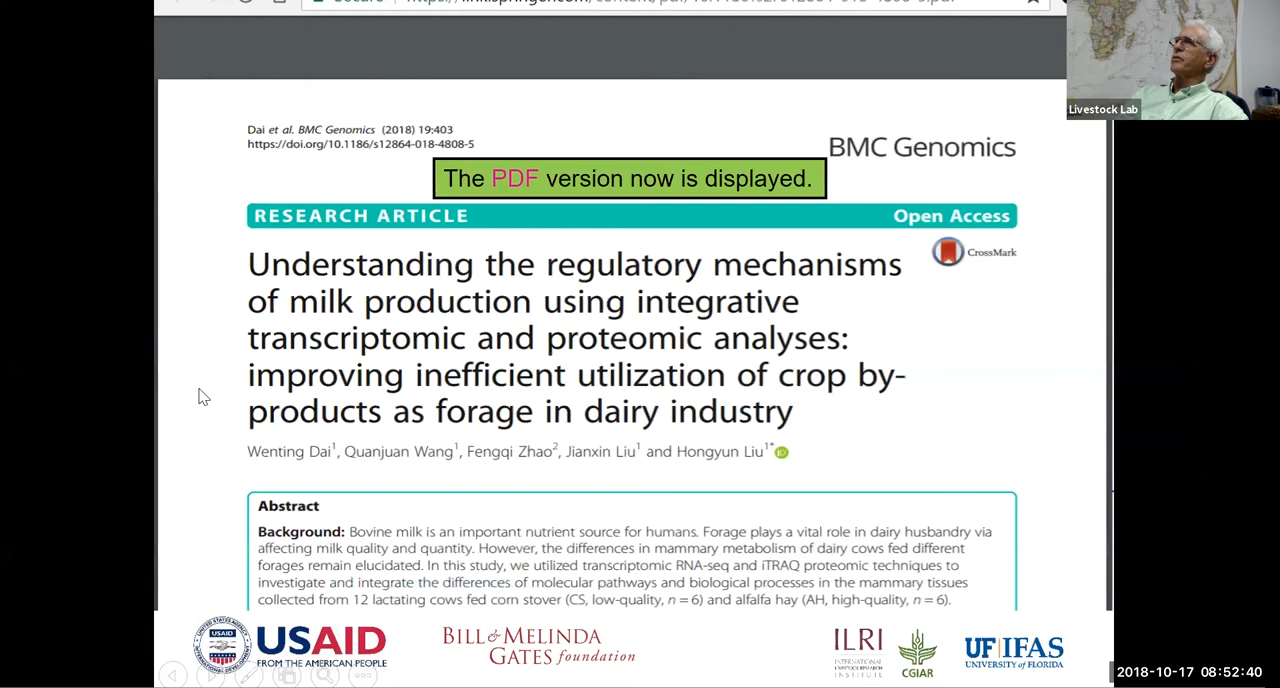 Secure
Livestock Lab
Dai et al. BMC Genomics (2018) 19:403
https://doi.org/10.1186/s12864-018-4808-5
BMC Genomics
The PDF version now is displayed.
RESEARCH ARTICLE
Open Access
CrossMark
Understanding the regulatory mechanisms
of milk production using integrative
transcriptomic and proteomic analyses:
improving inefficient utilization of crop by-
products as forage in dairy industry
Wenting Dai1, Quanjuan Wang1, Fengqi Zhao2, Jianxin Liu1 and Hongyun Liu1*
Abstract
Background: Bovine milk is an important nutrient source for humans. Forage plays a vital role in dairy husbandry via
affecting milk quality and quantity. However, the differences in mammary metabolism of dairy cows fed different
forages remain elucidated. In this study, we utilized transcriptomic RNA-seq and iTRAQ proteomic techniques to
investigate and integrate the differences of molecular pathways and biological processes in the mammary tissues
collected from 12 lactating cows fed corn stover (CS, low-quality, n = 6) and alfalfa hay (AH, high-quality, n = 6).
USAID
USAID
FROM THE AMERICAN PEOPLE
BILL & MELINDA
GATES foundation
ILRI
INTERNATIONAL
LIVESTOCK RESEARCH
INSTITUTE
CGIAR
UF|IFAS
UNIVERSITY of FLORIDA
2018-10-17 08:52:40